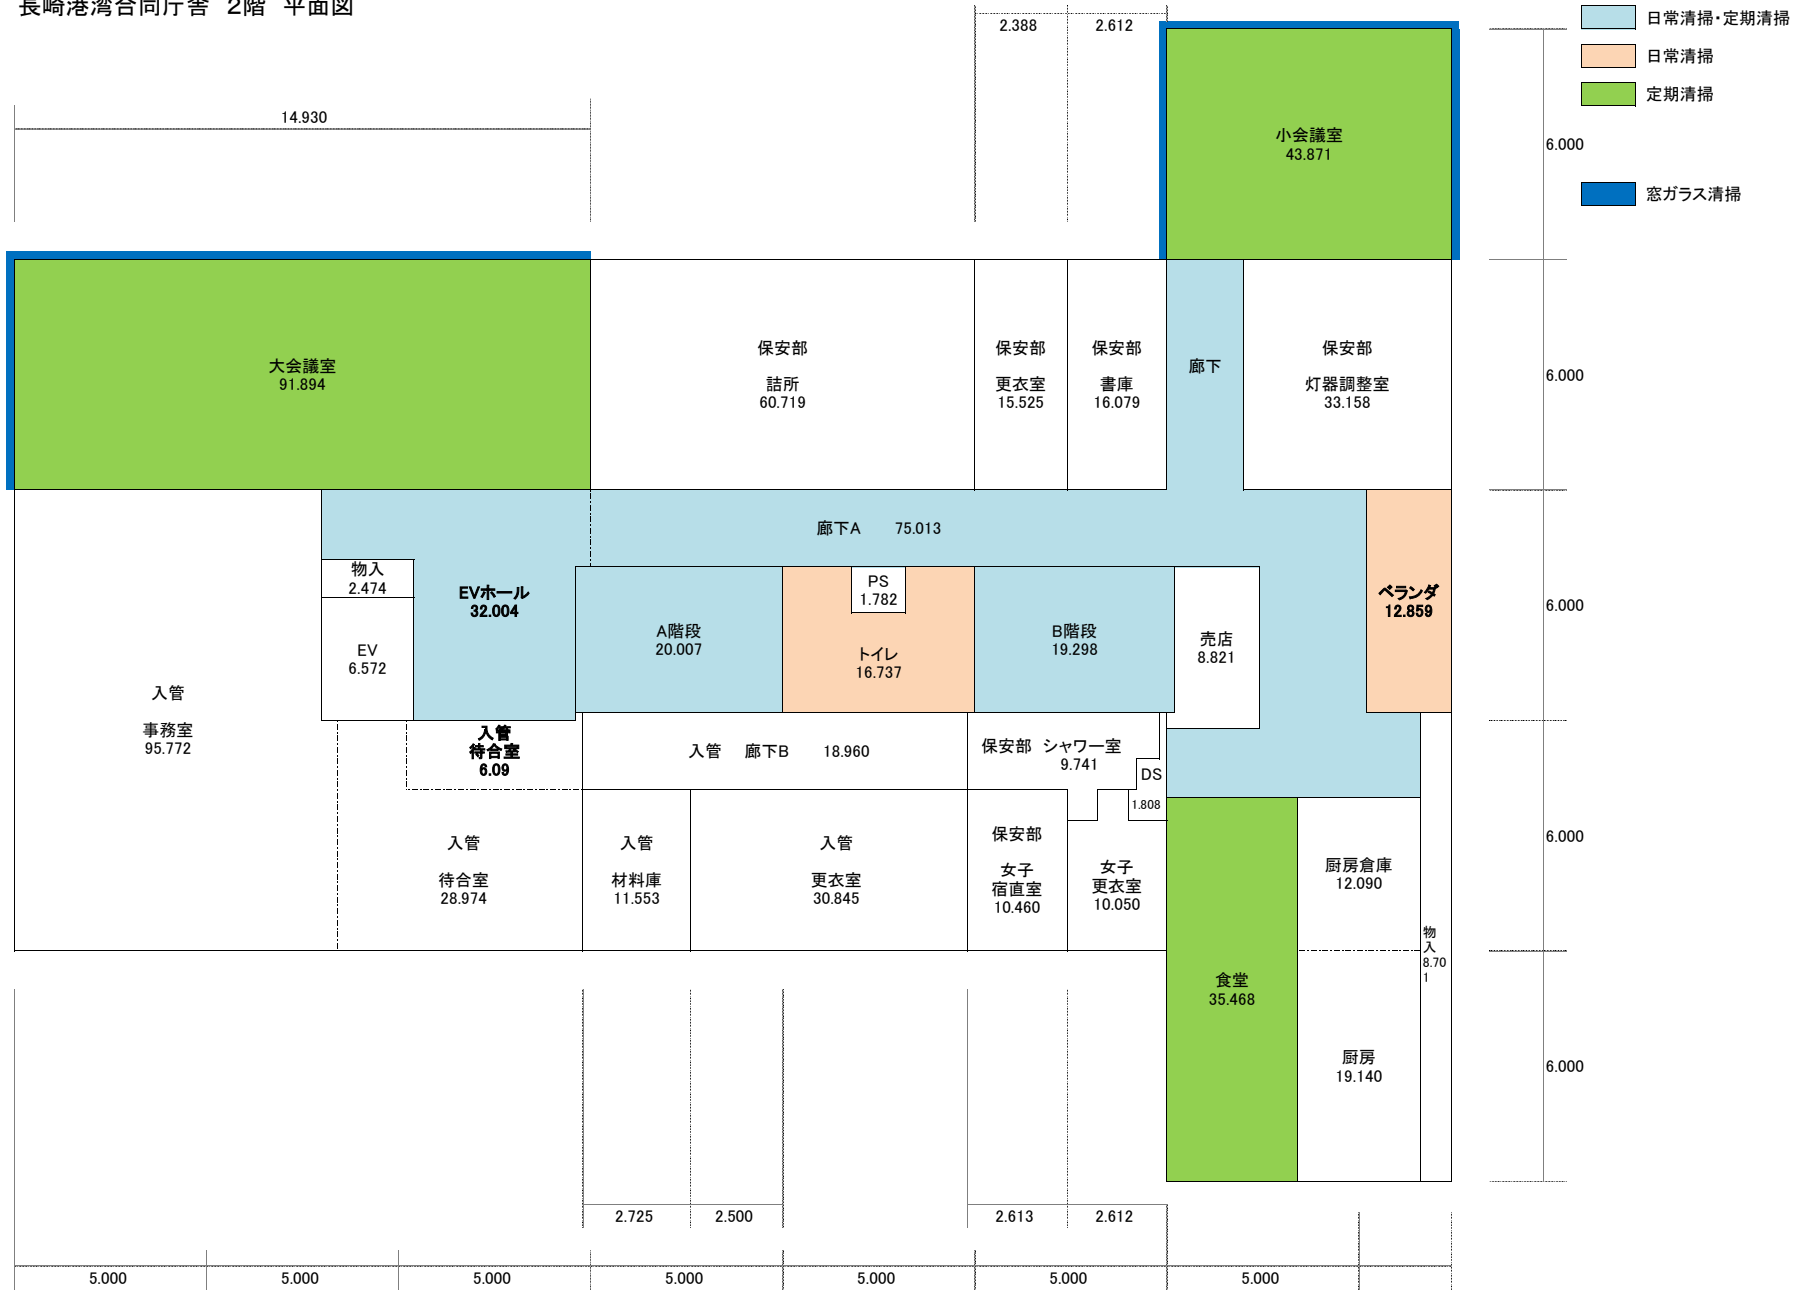 長崎港湾合同庁舎 2階 平面図
2.388
2.612
日常清掃・定期清掃
日常清掃
定期清掃
窓ガラス清掃
14.930
小会議室
43.871
6.000
大会議室
91.894
保安部
詰所
60.719
保安部
更衣室
15.525
保安部
書庫
16.079
廊下
保安部
灯器調整室
33.158
6.000
廊下A 75.013
物入
2.474
EVホール
32.004
EV
6.572
A階段
20.007
PS
1.782
トイレ
16.737
B階段
19.298
売店
8.821
ベランダ
12.859
6.000
入管
事務室
95.772
入管
待合室
6.09
入管 廊下B 18.960
保安部 シャワー室
9.741
DS
1.808
入管
待合室
28.974
入管
材料庫
11.553
入管
更衣室
30.845
保安部
女子
宿直室
10.460
女子
更衣室
10.050
厨房倉庫
12.090
6.000
物
入
8.70
1
食堂
35.468
厨房
19.140
6.000
2.725
2.500
2.613
2.612
5.000
5.000
5.000
5.000
5.000
5.000
5.000